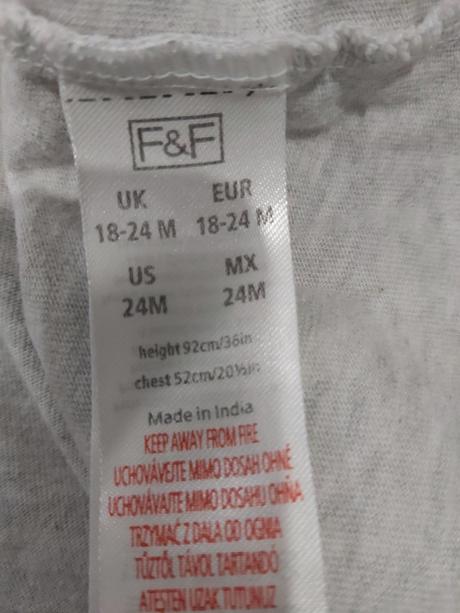 F&F
UK EUR
18-24 M 18-24 M
US MX
24M 24M
height 92cm/36in
chest 52cm/20½in
Made in India
KEEP AWAY FROM FIRE
UCHOVÁVEJTE MIMO DOSAH OHNĚ
UCHOVÁVAJTE MIMO DOSAHU OHŇA
TRZYMAĆ Z DALA OD OGNIA
TŰZTŐL TÁVOL TARTANDÓ
ATEŞTEN UZAK TUTUNUZ